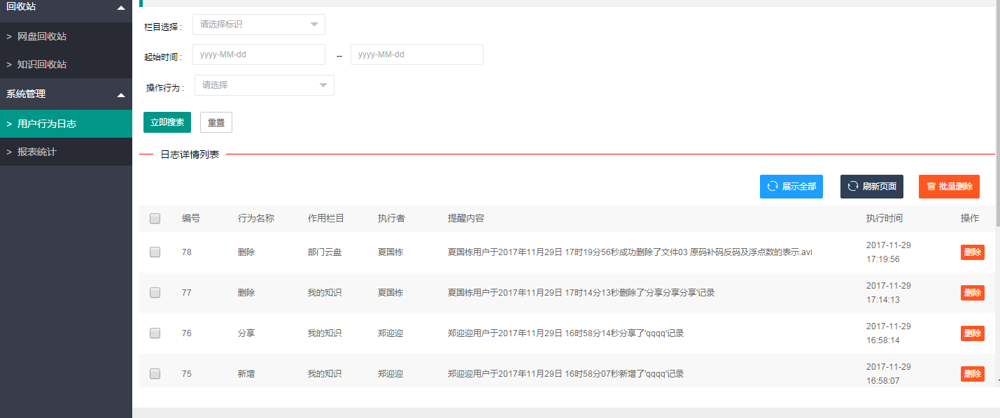 回收站
> 网盘回收站
> 知识回收站
系统管理
> 用户行为日志
> 报表统计
栏目选择 : 请选择标识
起始时间 : yyyy-MM-dd -- yyyy-MM-dd
操作行为 : 请选择
立即搜索 重置
日志详情列表
展示全部 刷新页面 批量删除
编号 行为名称 作用栏目 执行者 提醒内容 执行时间 操作
78 删除 部门云盘 夏国栋 夏国栋用户于2017年11月29日 17时19分56秒成功删除了文件03 原码补码反码及浮点数的表示.avi 2017-11-29 删除
17:19:56
77 删除 我的知识 夏国栋 夏国栋用户于2017年11月29日 17时14分13秒删除了'分享分享分享'记录 2017-11-29 删除
17:14:13
76 分享 我的知识 郑迎迎 郑迎迎用户于2017年11月29日 16时58分14秒分享了'qqqq'记录 2017-11-29 删除
16:58:14
75 新增 我的知识 郑迎迎 郑迎迎用户于2017年11月29日 16时58分07秒新增了'qqqq'记录 2017-11-29 删除
16:58:07